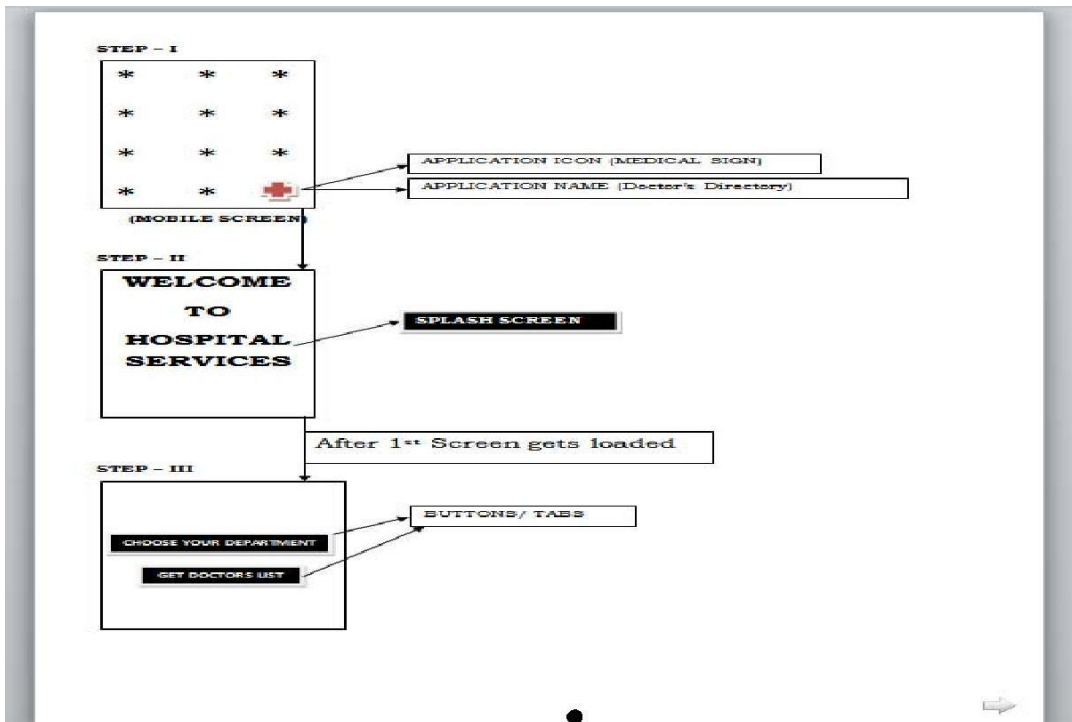 STEP – I
* * *
* * *
* * *
* *
APPLICATION ICON (MEDICAL SIGN)
APPLICATION NAME (Doctor's Directory)
(MOBILE SCREEN)
STEP – II
WELCOME
TO
HOSPITAL
SERVICES
SPLASH SCREEN
After 1st Screen gets loaded
STEP – III
BUTTONS/ TABS
CHOOSE YOUR DEPARTMENT
GET DOCTORS LIST